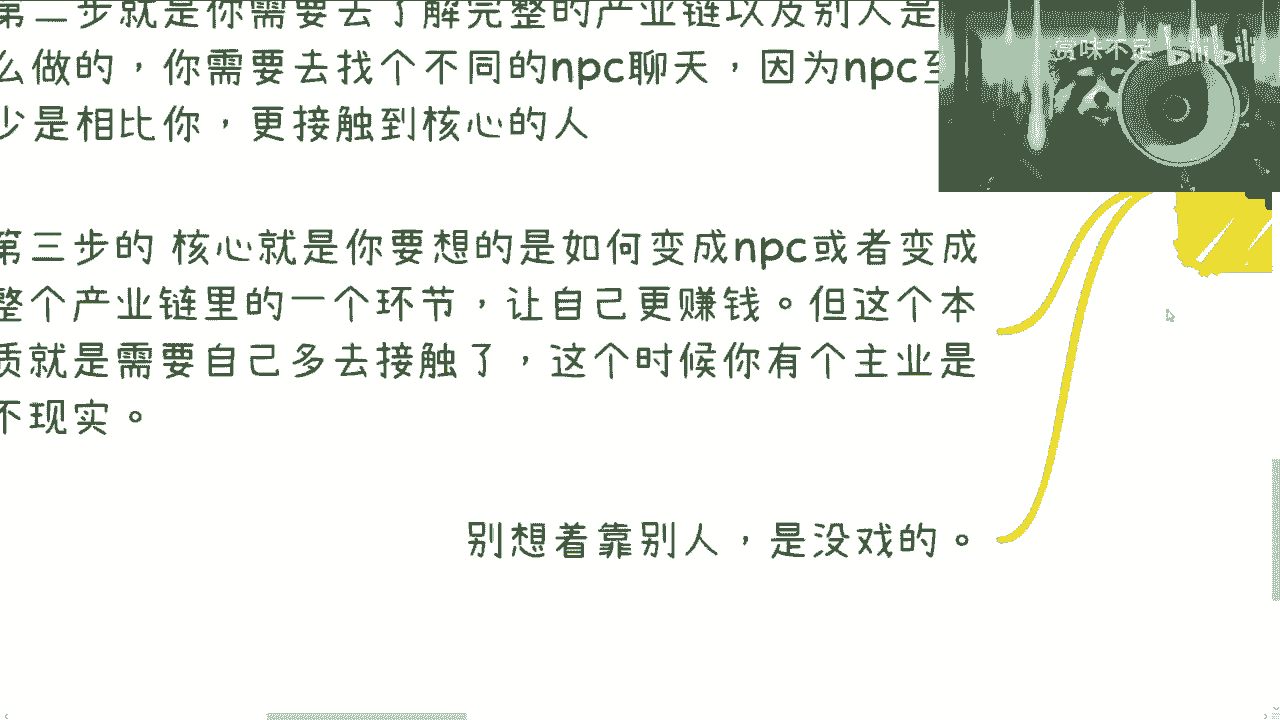 第二步就是你需要去了解完整的产业链以及别人是
么做的，你需要去找个不同的npc聊天，因为npc至
少是相比你，更接触到核心的人
第三步的 核心就是你要想的是如何变成npc或者变成
整个产业链里的一个环节，让自己更赚钱。但这个本
质就是需要自己多去接触了，这个时候你有个主业是
不现实。
别想着靠别人，是没戏的。
赏味不足 bilibili